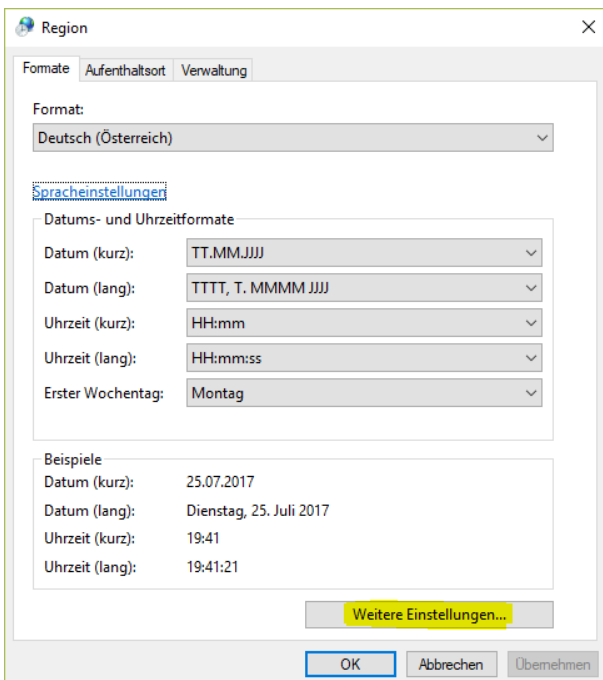 Region
Formate Aufenthaltsort Verwaltung
Format:
Deutsch (Österreich)
Spracheinstellungen
Datums- und Uhrzeitformate
Datum (kurz): TT.MM.JJJJ
Datum (lang): TTTT, T. MMMM JJJJ
Uhrzeit (kurz): HH:mm
Uhrzeit (lang): HH:mm:ss
Erster Wochentag: Montag
Beispiele
Datum (kurz): 25.07.2017
Datum (lang): Dienstag, 25. Juli 2017
Uhrzeit (kurz): 19:41
Uhrzeit (lang): 19:41:21
Weitere Einstellungen...
OK Abbrechen Übernehmen